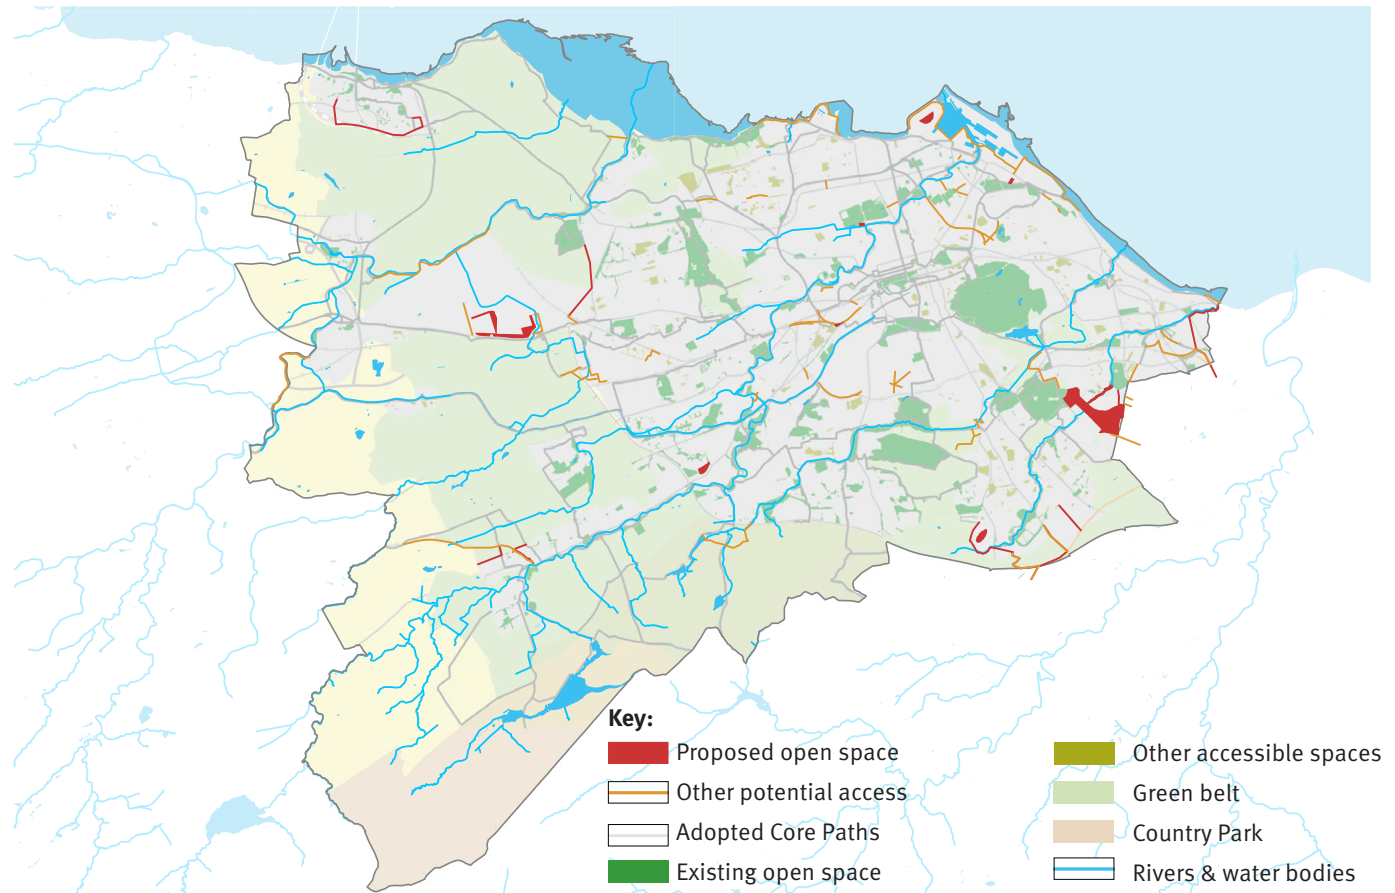 Key:
Proposed open space
Other potential access
Adopted Core Paths
Existing open space
Other accessible spaces
Green belt
Country Park
Rivers & water bodies